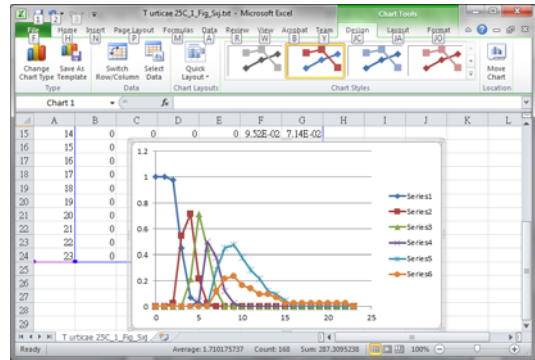 T urticae 25C_1_Fig_Sxj.txt - Microsoft Excel
Chart Tools
1 2 3
File Home Insert Page Layout Formulas Data Review View Acrobat Team Design Layout Format
F H N P M A R W B Y JC JA JO
Change Chart Type
Save As Template
Switch Row/Column
Select Data
Quick Layout
Move Chart
Type Data Chart Layouts Chart Styles Location
Chart 1 fx
A B C D E F G H I J K L
15 14 0 0 0 0 9.52E-02 7.14E-02
16 15 0
17 16 0
18 17 0
19 18 0
20 19 0
21 20 0
22 21 0
23 22 0
24 23 0
25
26
27
28
29
1.2
1
0.8
0.6
0.4
0.2
0
0 5 10 15 20 25
Series1
Series2
Series3
Series4
Series5
Series6
T urticae 25C_1_Fig_Sxj
Ready Average: 1.710175737 Count: 168 Sum: 287.3095238 100%